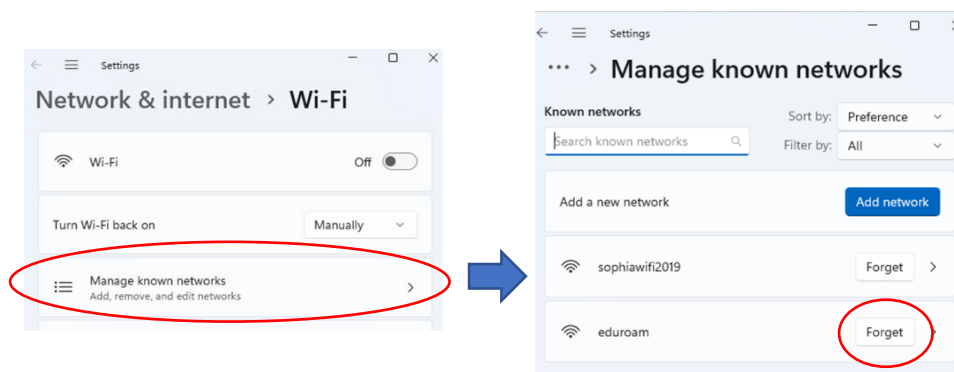 Settings
Network & internet > Wi-Fi
Wi-Fi Off
Turn Wi-Fi back on Manually
Manage known networks
Add, remove, and edit networks
Settings
... > Manage known networks
Known networks
Sort by: Preference
Search known networks
Filter by: All
Add a new network Add network
sophiawifi2019 Forget
eduroam Forget